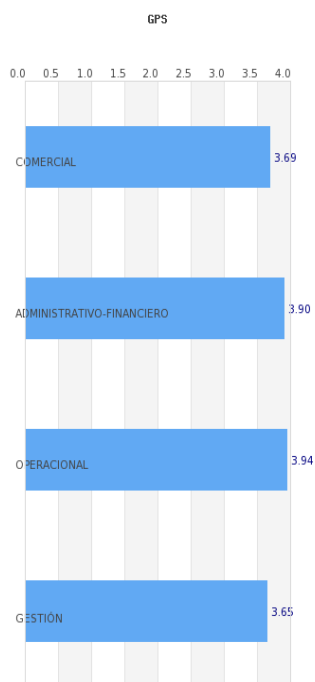 GPS
0.0 0.5 1.0 1.5 2.0 2.5 3.0 3.5 4.0
COMERCIAL 3.69
ADMINISTRATIVO-FINANCIERO 3.90
OPERACIONAL 3.94
GESTIÓN 3.65